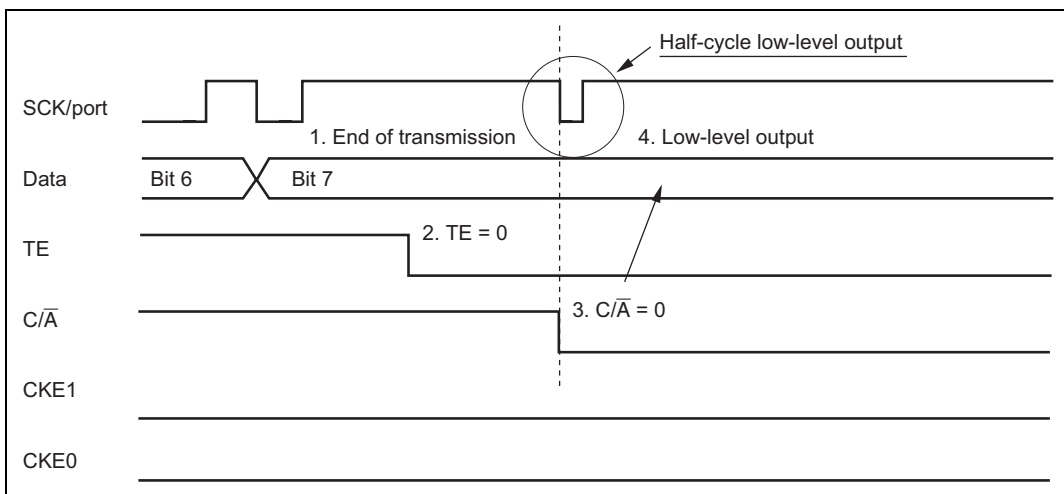 Half-cycle low-level output
SCK/port
1. End of transmission
4. Low-level output
Data
Bit 6
Bit 7
TE
2. TE = 0
C/A̅
3. C/A̅ = 0
CKE1
CKE0